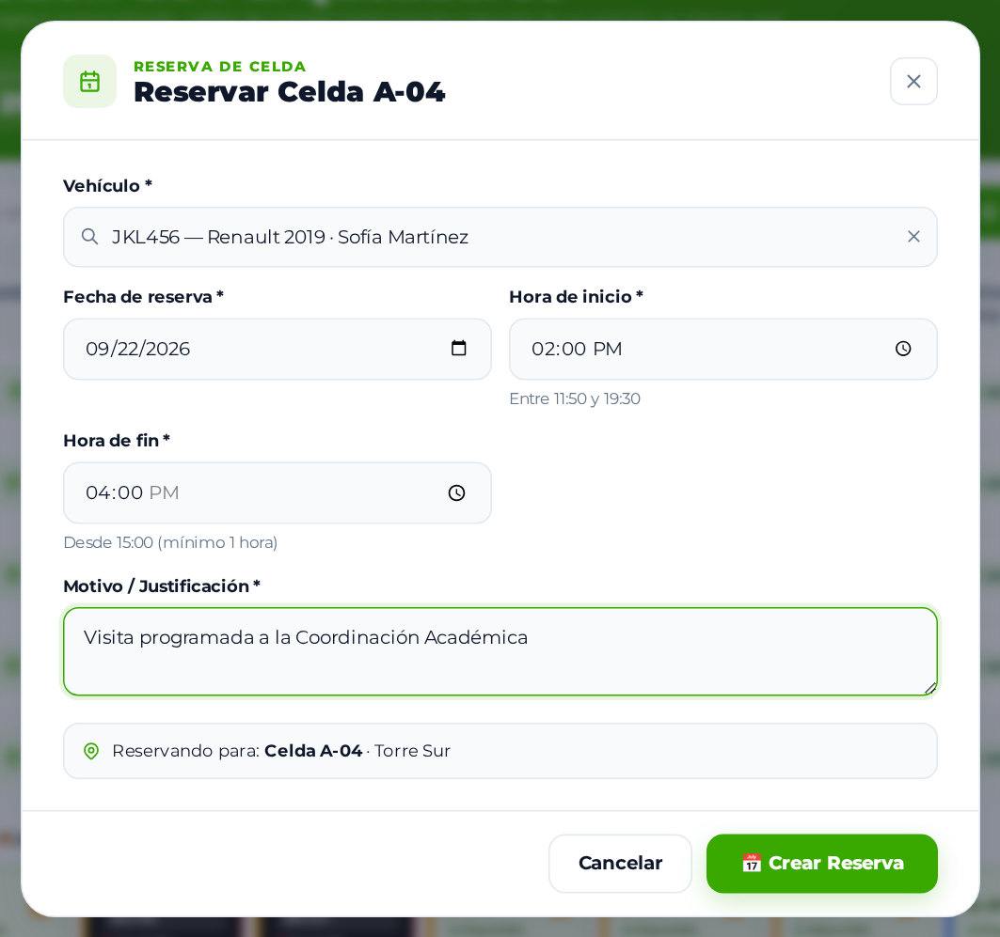 RESERVA DE CELDA
Reservar Celda A-04
Vehículo *
JKL456 — Renault 2019 · Sofía Martínez
Fecha de reserva *
Hora de inicio *
09/22/2026
02:00 PM
Entre 11:50 y 19:30
Hora de fin *
04:00 PM
Desde 15:00 (mínimo 1 hora)
Motivo / Justificación *
Visita programada a la Coordinación Académica
Reservando para: Celda A-04 · Torre Sur
Cancelar
📅 Crear Reserva